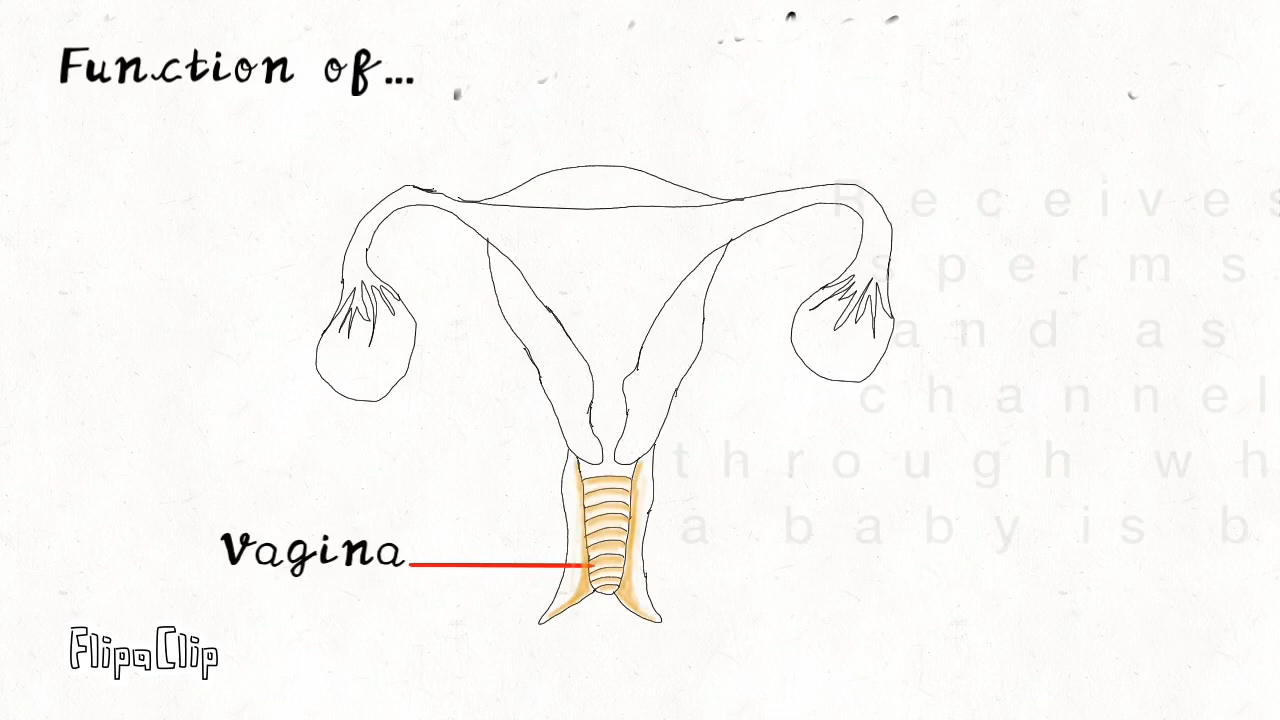 Function of...
Receives
sperms
and as
channel
through wh
a baby is b
Vagina
FlipaClip